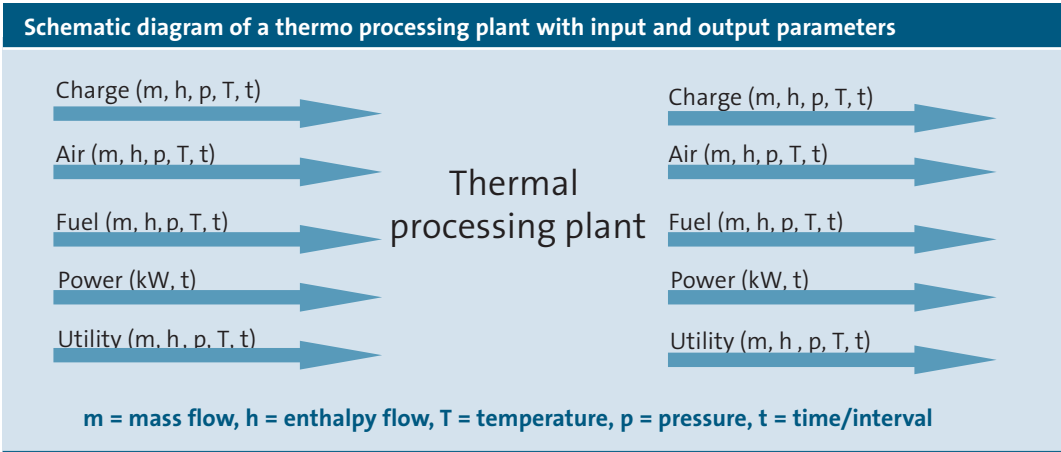 Schematic diagram of a thermo processing plant with input and output parameters
Charge (m, h, p, T, t)
Air (m, h, p, T, t)
Fuel (m, h, p, T, t)
Power (kW, t)
Utility (m, h , p, T, t)
Thermal
processing plant
Charge (m, h, p, T, t)
Air (m, h, p, T, t)
Fuel (m, h, p, T, t)
Power (kW, t)
Utility (m, h , p, T, t)
m = mass flow, h = enthalpy flow, T = temperature, p = pressure, t = time/interval